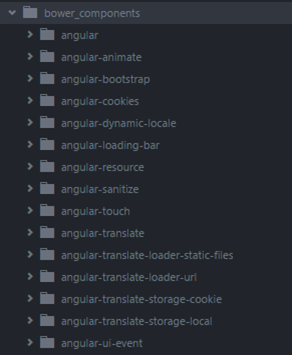 bower_components
angular
angular-animate
angular-bootstrap
angular-cookies
angular-dynamic-locale
angular-loading-bar
angular-resource
angular-sanitize
angular-touch
angular-translate
angular-translate-loader-static-files
angular-translate-loader-url
angular-translate-storage-cookie
angular-translate-storage-local
angular-ui-event